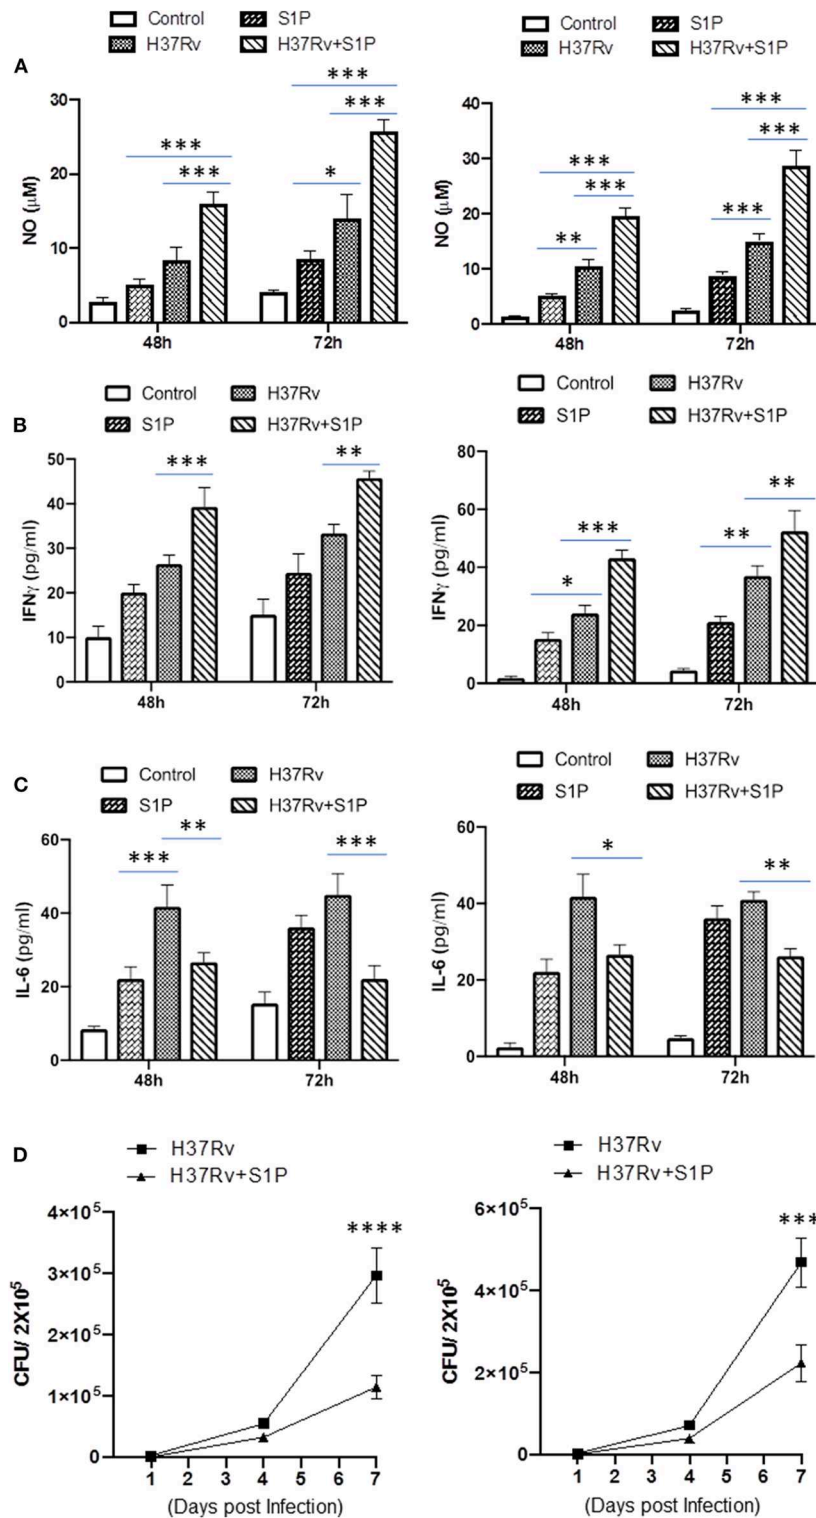 Control S1P
H37Rv H37Rv+S1P
Control S1P
H37Rv H37Rv+S1P
A
***
***
***
***
*
30
20
10
0
NO (µM)
48h 72h
***
***
***
***
***
**
40
30
20
10
0
NO (µM)
48h 72h
Control H37Rv
S1P H37Rv+S1P
Control H37Rv
S1P H37Rv+S1P
B
*** **
50
40
30
20
10
0
IFNγ (pg/ml)
48h 72h
**
***
**
*
80
60
40
20
0
IFNγ (pg/ml)
48h 72h
Control H37Rv
S1P H37Rv+S1P
Control H37Rv
S1P H37Rv+S1P
C
**
*** ***
60
40
20
0
IL-6 (pg/ml)
48h 72h
*
**
60
40
20
0
IL-6 (pg/ml)
48h 72h
D
H37Rv
H37Rv+S1P
****
4×10⁵
3×10⁵
2×10⁵
1×10⁵
0
CFU/ 2X10⁵
1 2 3 4 5 6 7
(Days post Infection)
H37Rv
H37Rv+S1P
***
6×10⁵
4×10⁵
2×10⁵
0
CFU/ 2X10⁵
1 2 3 4 5 6 7
(Days post Infection)